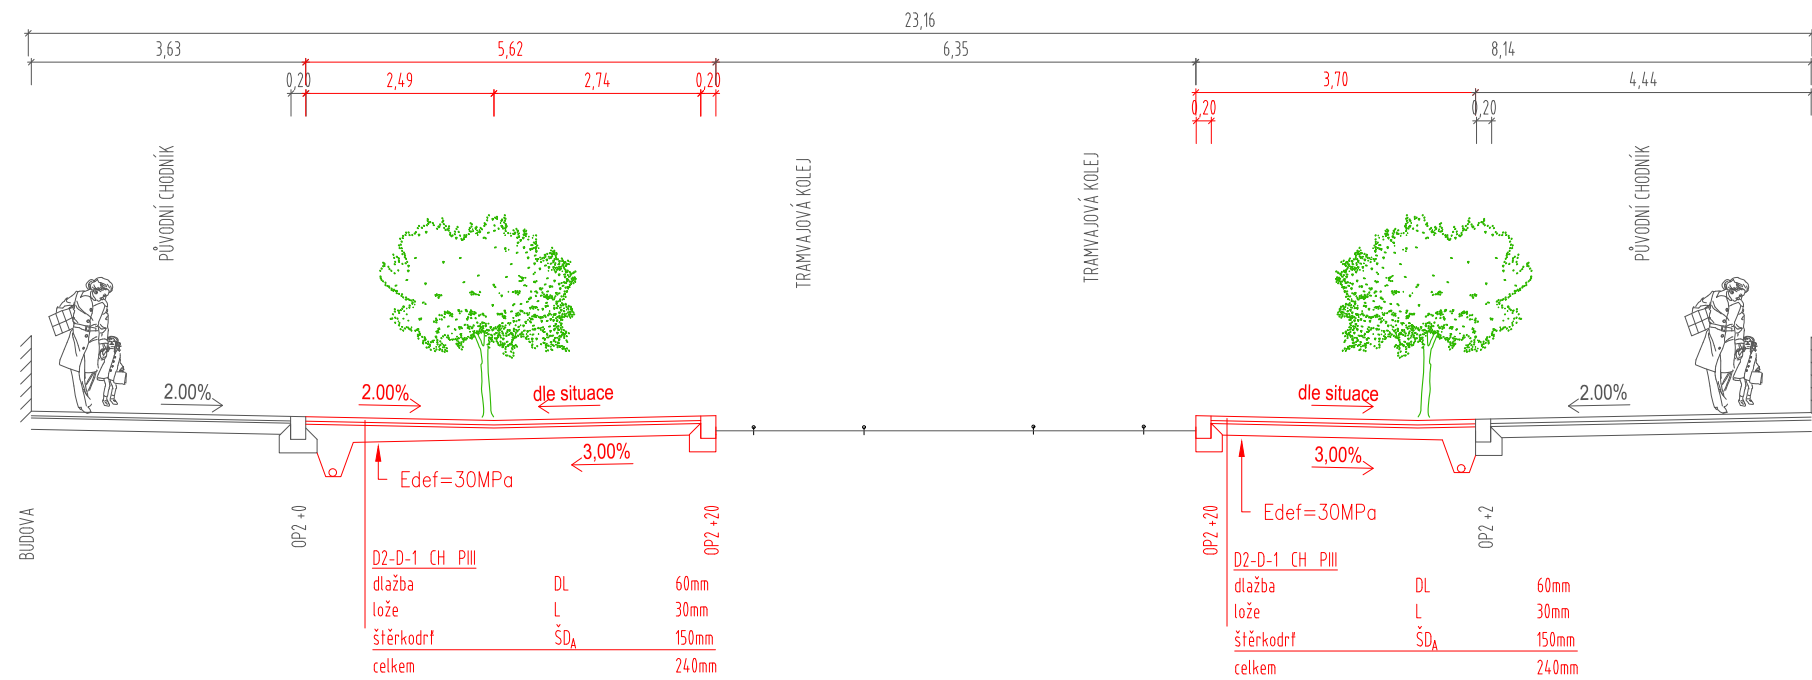 23,16
3,63 5,62 6,35 8,14
0,20 2,49 2,74 0,20 3,70 4,44
0,20 0,20
PŮVODNÍ CHODNÍK
TRAMVAJOVÁ KOLEJ
TRAMVAJOVÁ KOLEJ
PŮVODNÍ CHODNÍK
2.00% 2.00% dle situace dle situace 2.00%
3,00% 3,00%
Edef=30MPa
Edef=30MPa
BUDOVA
OP2 +0
OP2 +20
OP2 +20
OP2 +2
D2-D-1 CH PIII
dlažba DL 60mm
lože L 30mm
štěrkodrť ŠDA 150mm
celkem 240mm
D2-D-1 CH PIII
dlažba DL 60mm
lože L 30mm
štěrkodrť ŠDA 150mm
celkem 240mm